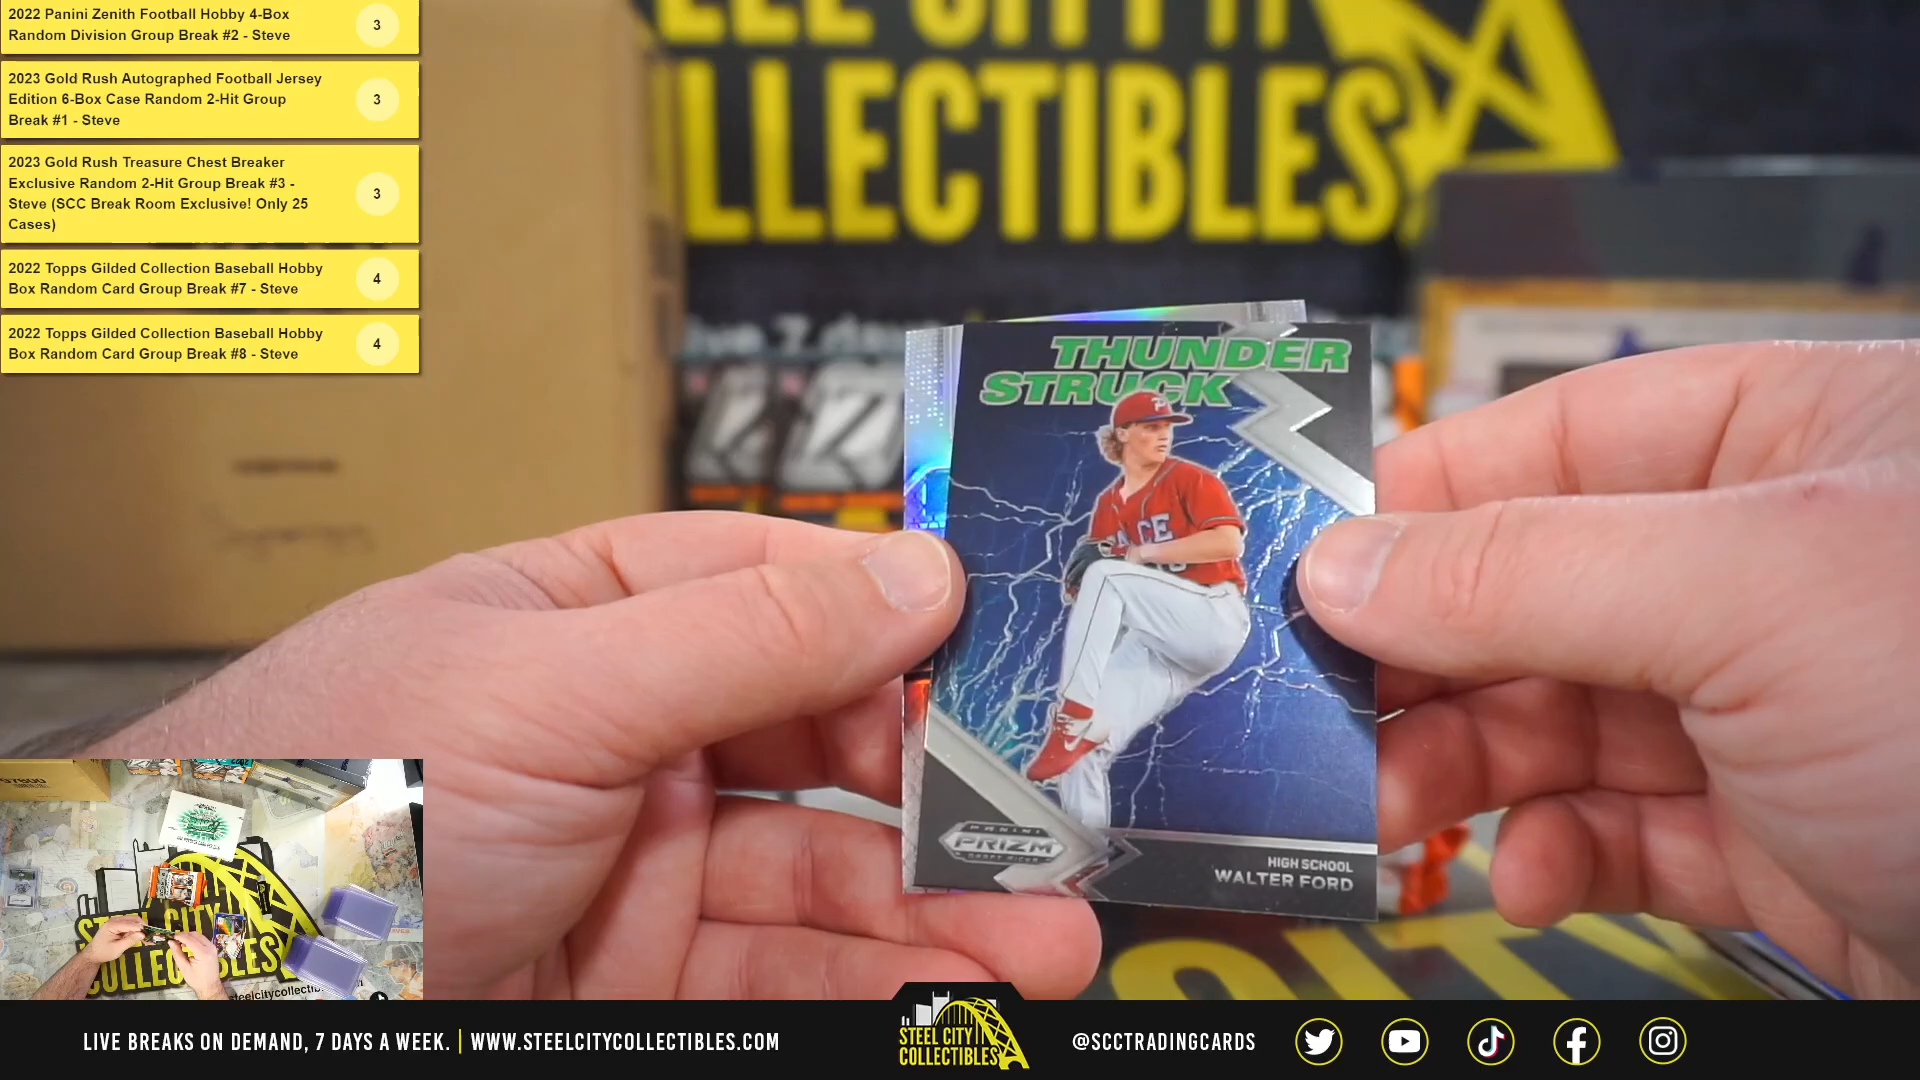 2022 Panini Zenith Football Hobby 4-Box
Random Division Group Break #2 - Steve
3
2023 Gold Rush Autographed Football Jersey
Edition 6-Box Case Random 2-Hit Group
Break #1 - Steve
3
2023 Gold Rush Treasure Chest Breaker
Exclusive Random 2-Hit Group Break #3 -
Steve (SCC Break Room Exclusive! Only 25
Cases)
3
2022 Topps Gilded Collection Baseball Hobby
Box Random Card Group Break #7 - Steve
4
2022 Topps Gilded Collection Baseball Hobby
Box Random Card Group Break #8 - Steve
4
THUNDER
STRUCK
PANINI
PRIZM
HIGH SCHOOL
WALTER FORD
STEEL CITY
COLLECTIBLES
LIVE BREAKS ON DEMAND, 7 DAYS A WEEK. | WWW.STEELCITYCOLLECTIBLES.COM
STEEL CITY
COLLECTIBLES
@SCCTRADINGCARDS